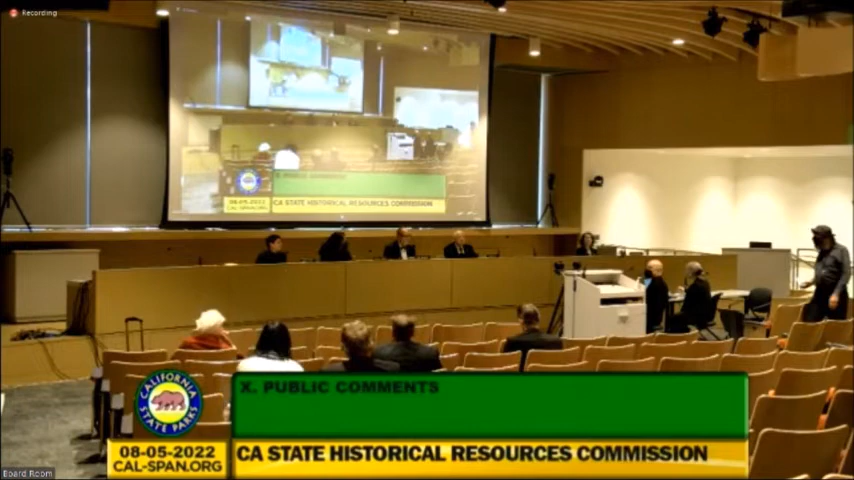 Recording
CA STATE HISTORICAL RESOURCES COMMISSION
08-05-2022
CAL-SPAN.ORG
X. PUBLIC COMMENTS
CALIFORNIA
STATE PARKS
08-05-2022
CAL-SPAN.ORG
CA STATE HISTORICAL RESOURCES COMMISSION
Board Room